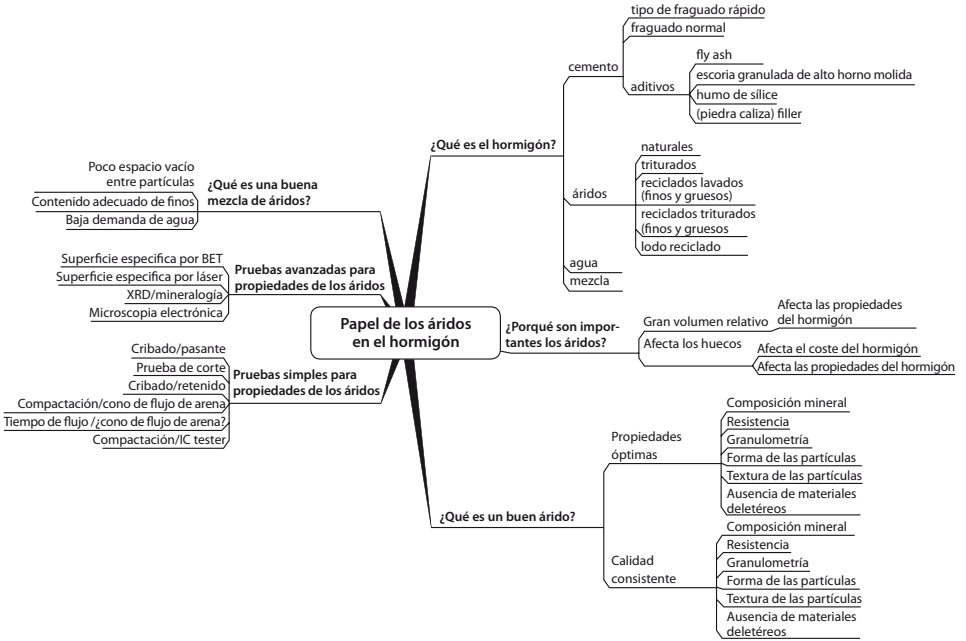 Papel de los áridos
en el hormigón
¿Qué es el hormigón?
cemento
tipo de fraguado rápido
fraguado normal
aditivos
fly ash
escoria granulada de alto horno molida
humo de sílice
(piedra caliza) filler
áridos
naturales
triturados
reciclados lavados
(finos y gruesos)
reciclados triturados
(finos y gruesos
lodo reciclado
agua
mezcla
¿Porqué son impor-
tantes los áridos?
Gran volumen relativo
Afecta las propiedades
del hormigón
Afecta los huecos
Afecta el coste del hormigón
Afecta las propiedades del hormigón
¿Qué es un buen árido?
Propiedades
óptimas
Composición mineral
Resistencia
Granulometría
Forma de las partículas
Textura de las partículas
Ausencia de materiales
deletéreos
Calidad
consistente
Composición mineral
Resistencia
Granulometría
Forma de las partículas
Textura de las partículas
Ausencia de materiales
deletéreos
¿Qué es una buena
mezcla de áridos?
Poco espacio vacío
entre partículas
Contenido adecuado de finos
Baja demanda de agua
Pruebas avanzadas para
propiedades de los áridos
Superficie especifica por BET
Superficie especifica por láser
XRD/mineralogía
Microscopia electrónica
Pruebas simples para
propiedades de los áridos
Cribado/pasante
Prueba de corte
Cribado/retenido
Compactación/cono de flujo de arena
Tiempo de flujo /¿cono de flujo de arena?
Compactación/IC tester